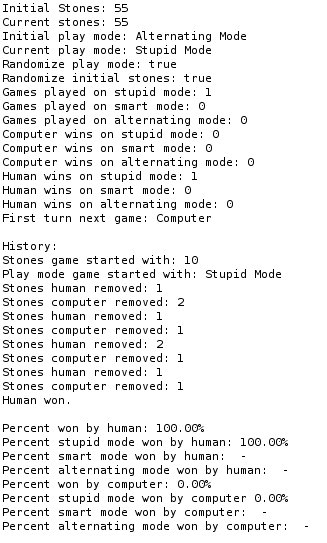 Initial Stones: 55
Current stones: 55
Initial play mode: Alternating Mode
Current play mode: Stupid Mode
Randomize play mode: true
Randomize initial stones: true
Games played on stupid mode: 1
Games played on smart mode: 0
Games played on alternating mode: 0
Computer wins on stupid mode: 0
Computer wins on smart mode: 0
Computer wins on alternating mode: 0
Human wins on stupid mode: 1
Human wins on smart mode: 0
Human wins on alternating mode: 0
First turn next game: Computer

History:
Stones game started with: 10
Play mode game started with: Stupid Mode
Stones human removed: 1
Stones computer removed: 2
Stones human removed: 1
Stones computer removed: 1
Stones human removed: 2
Stones computer removed: 1
Stones human removed: 1
Stones computer removed: 1
Human won.

Percent won by human: 100.00%
Percent stupid mode won by human: 100.00%
Percent smart mode won by human:  -
Percent alternating mode won by human:  -
Percent won by computer: 0.00%
Percent stupid mode won by computer 0.00%
Percent smart mode won by computer:  -
Percent alternating mode won by computer:  -